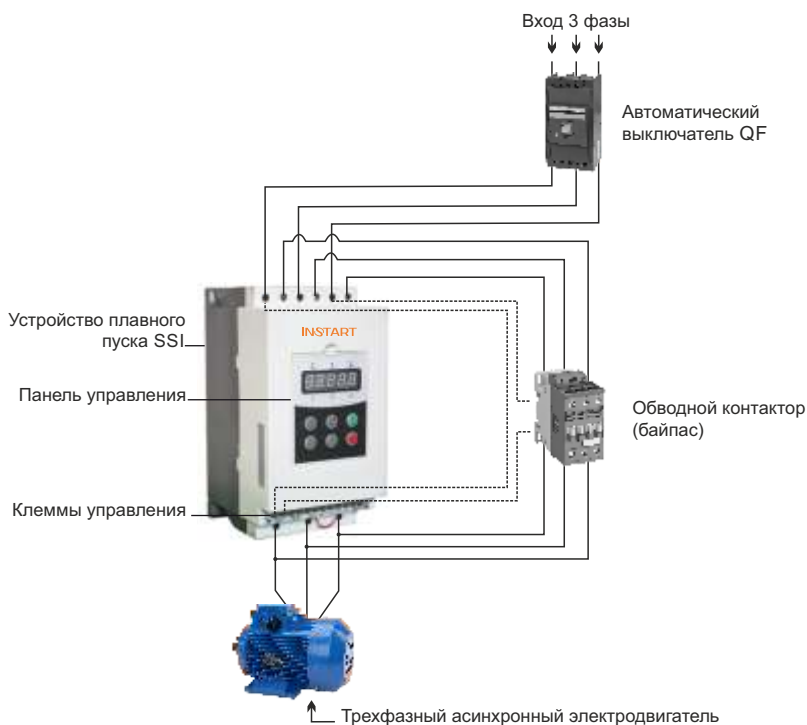 Вход 3 фазы
Автоматический
выключатель QF
Устройство плавного
пуска SSI
INSTART
88888
Панель управления
Обводной контактор
(байпас)
Клеммы управления
Трехфазный асинхронный электродвигатель